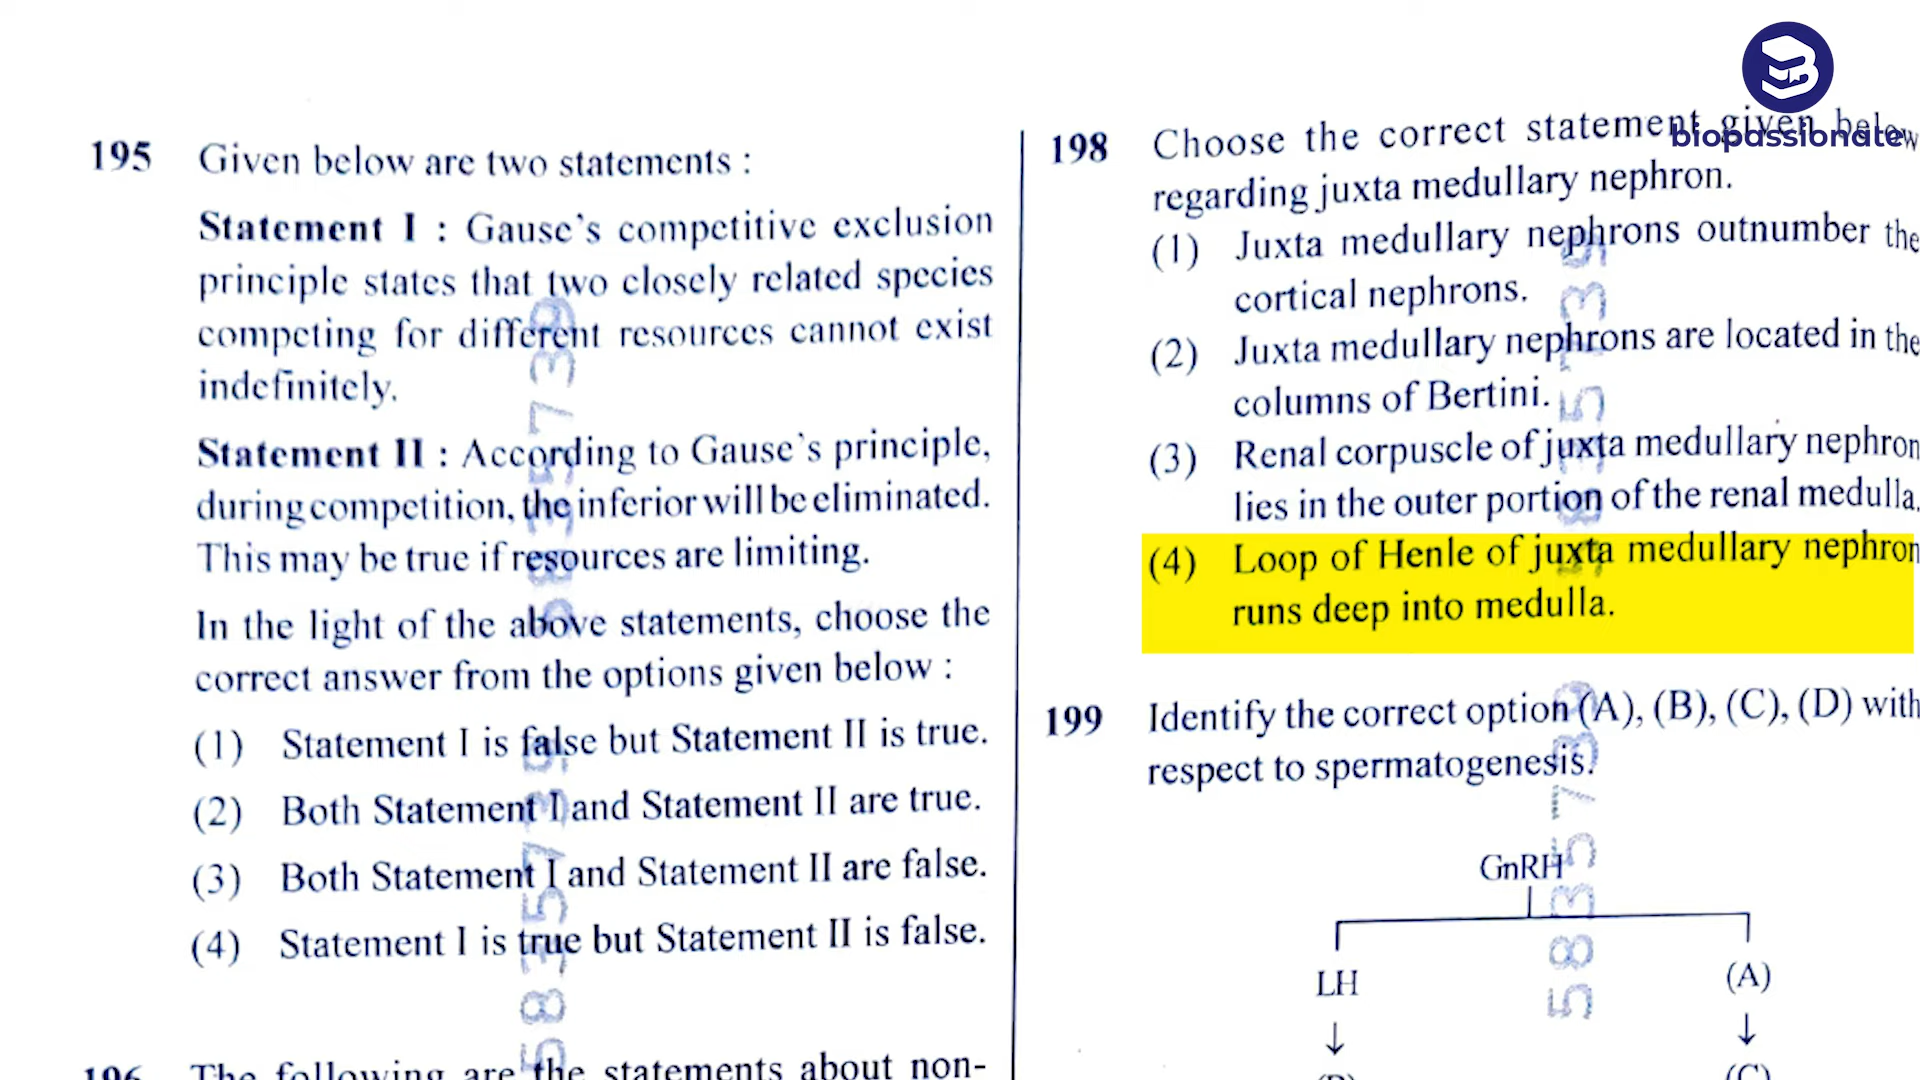 195 Given below are two statements :
Statement I : Gause's competitive exclusion
principle states that two closely related species
competing for different resources cannot exist
indefinitely.
Statement II : According to Gause's principle,
during competition, the inferior will be eliminated.
This may be true if resources are limiting.
In the light of the above statements, choose the
correct answer from the options given below :
(1) Statement I is false but Statement II is true.
(2) Both Statement I and Statement II are true.
(3) Both Statement I and Statement II are false.
(4) Statement I is true but Statement II is false.
196 The following are the statements about non-
198 Choose the correct statement given below
regarding juxta medullary nephron.
(1) Juxta medullary nephrons outnumber the
cortical nephrons.
(2) Juxta medullary nephrons are located in the
columns of Bertini.
(3) Renal corpuscle of juxta medullary nephron
lies in the outer portion of the renal medulla.
(4) Loop of Henle of juxta medullary nephron
runs deep into medulla.
199 Identify the correct option (A), (B), (C), (D) with
respect to spermatogenesis.
GnRH
LH (A)
↓ ↓
(C)
biopassionate